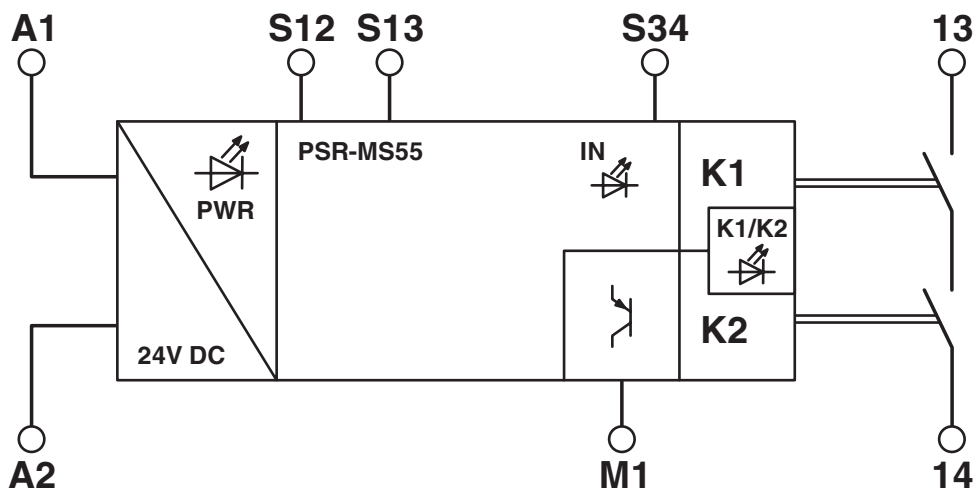 A1
S12
S13
S34
13
PSR-MS55
IN
K1
PWR
K1/K2
K2
24V DC
A2
M1
14